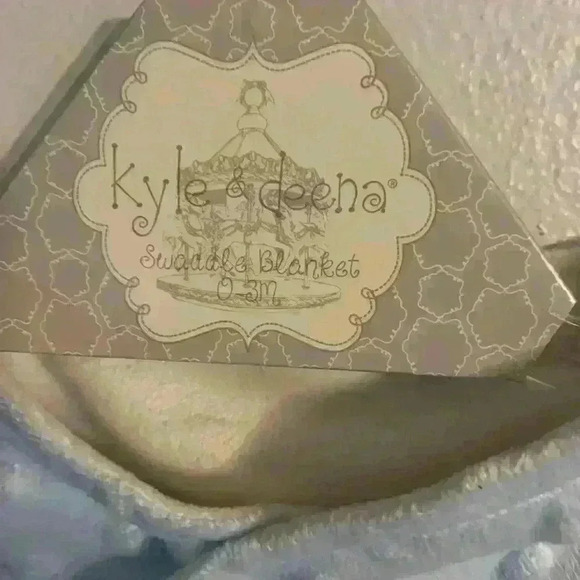 kyle & deena®
Swaddle Blanket
0-3M